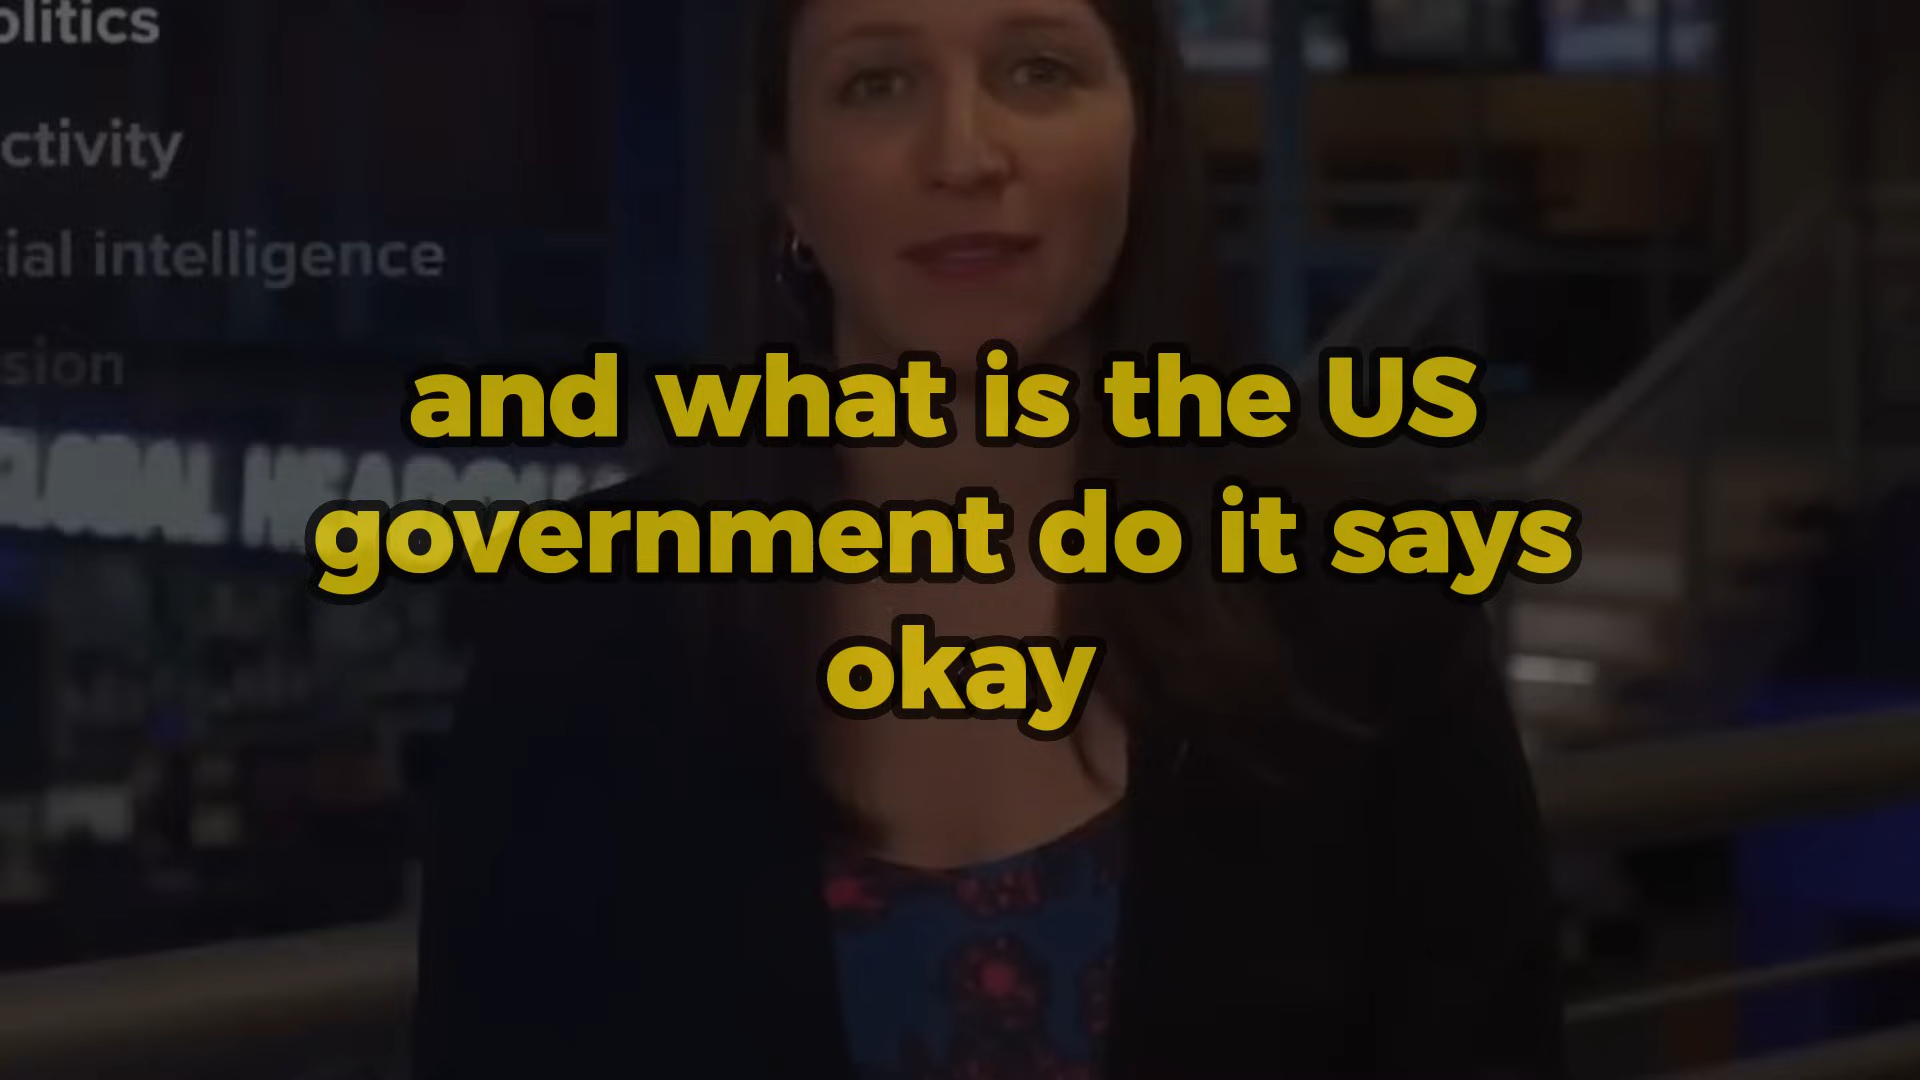 olitics
ctivity
ial intelligence
sion
and what is the US
government do it says
okay